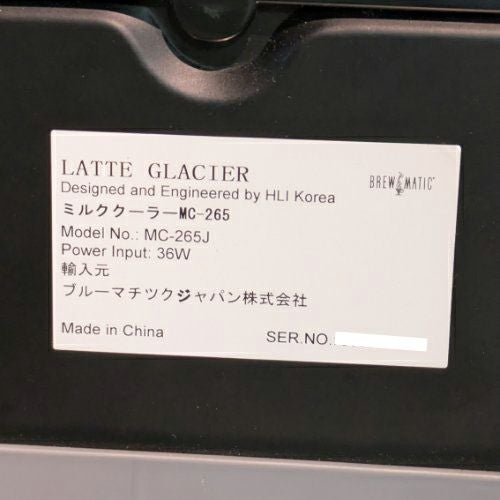 LATTE GLACIER
BREWMATIC
Designed and Engineered by HLI Korea
ミルククーラーMC-265
Model No.: MC-265J
Power Input: 36W
輸入元
ブルーマチツクジャパン株式会社
Made in China
SER.NO.: